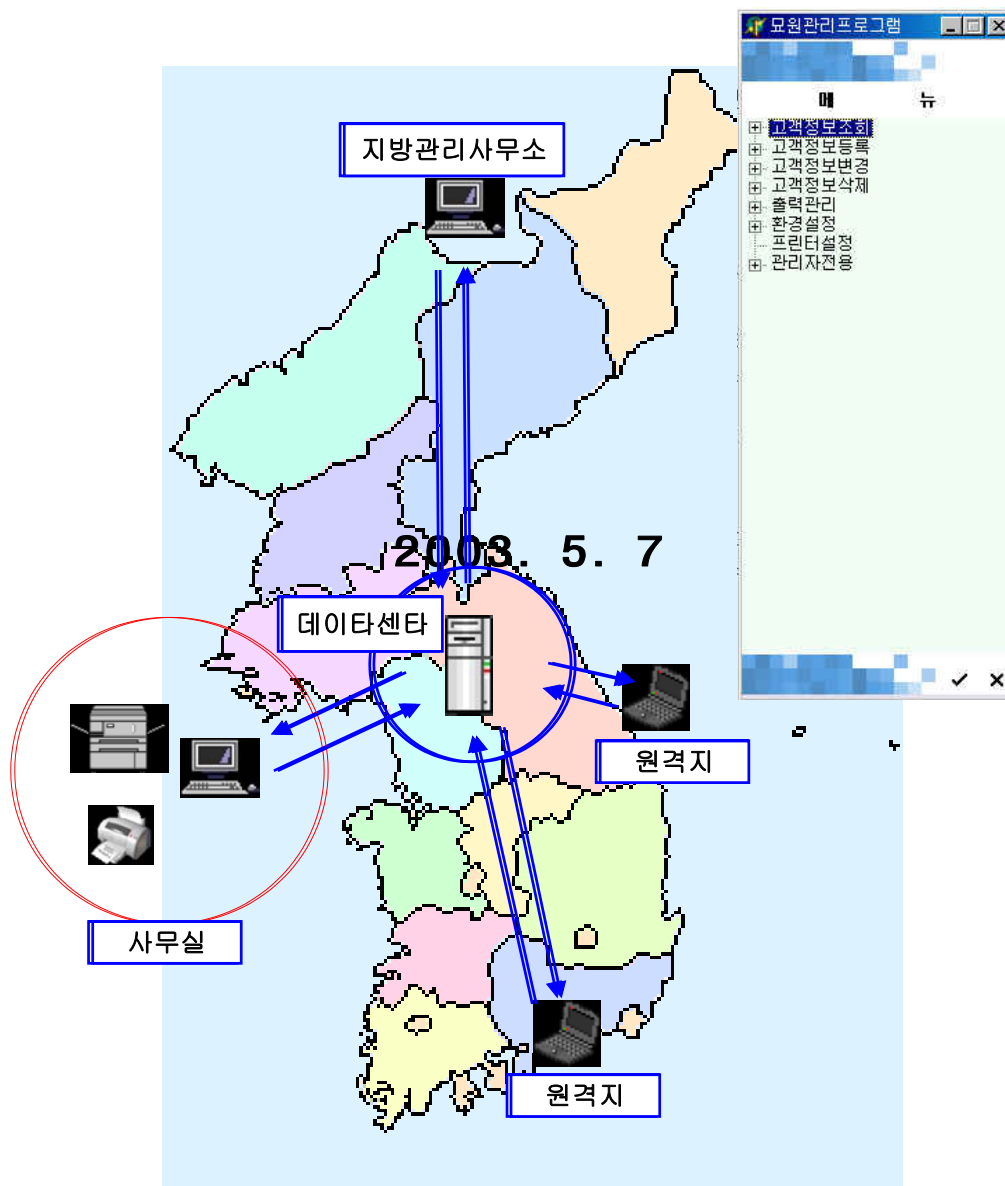 묘원관리프로그램
메 뉴
고객정보조회
고객정보등록
고객정보변경
고객정보삭제
출력관리
환경설정
프린터설정
관리자전용
지방관리사무소
2003. 5. 7
데이타센타
원격지
사무실
원격지